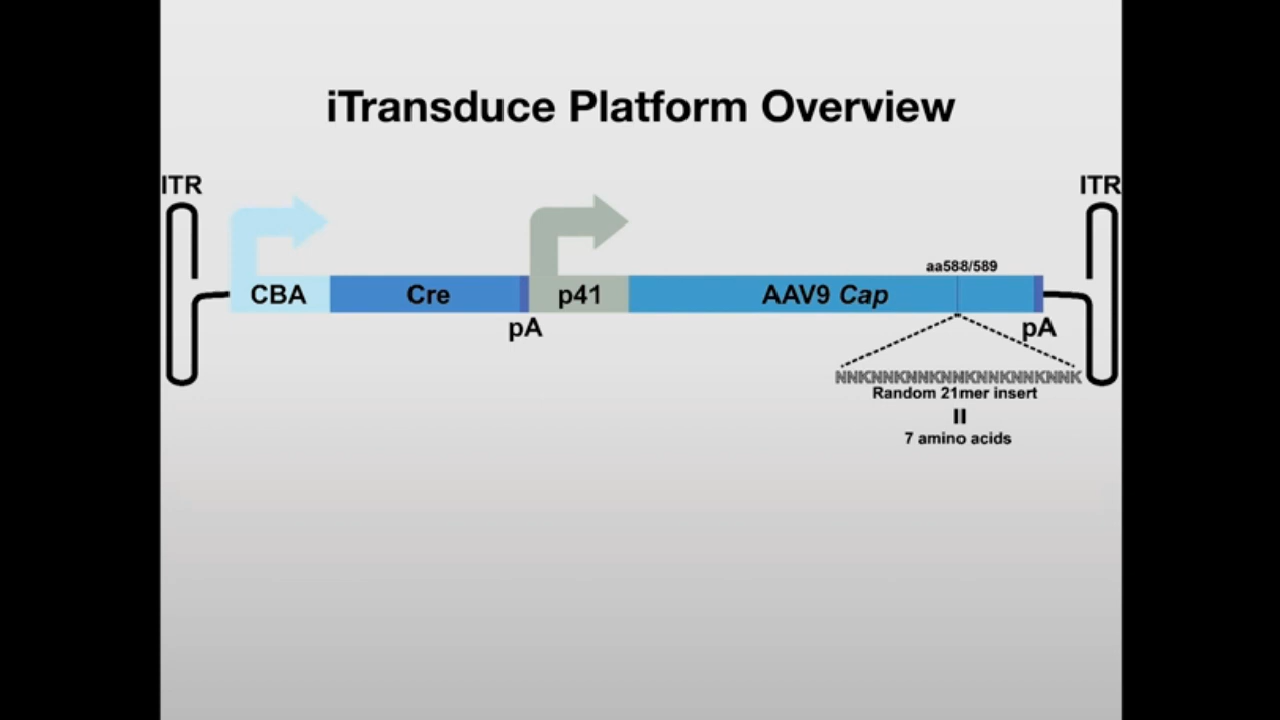 iTransduce Platform Overview
ITR
ITR
aa588/589
CBA
Cre
p41
AAV9 Cap
pA
pA
NNKNNKNNKNNKNNKNNKNNK
Random 21mer insert
II
7 amino acids